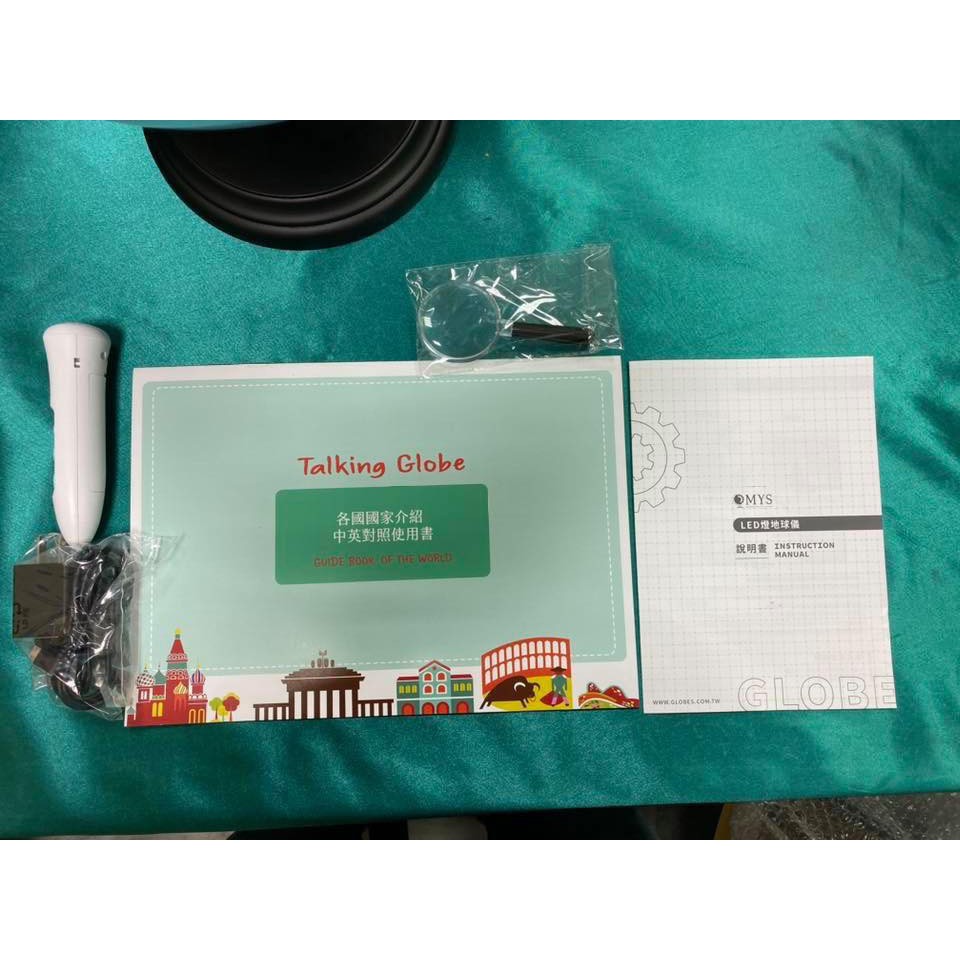 Talking Globe
各國國家介紹
中英對照使用書
GUIDE BOOK OF THE WORLD
OMYS
LED燈地球儀
說明書
INSTRUCTION
MANUAL
WWW.GLOBES.COM.TW
GLOBE